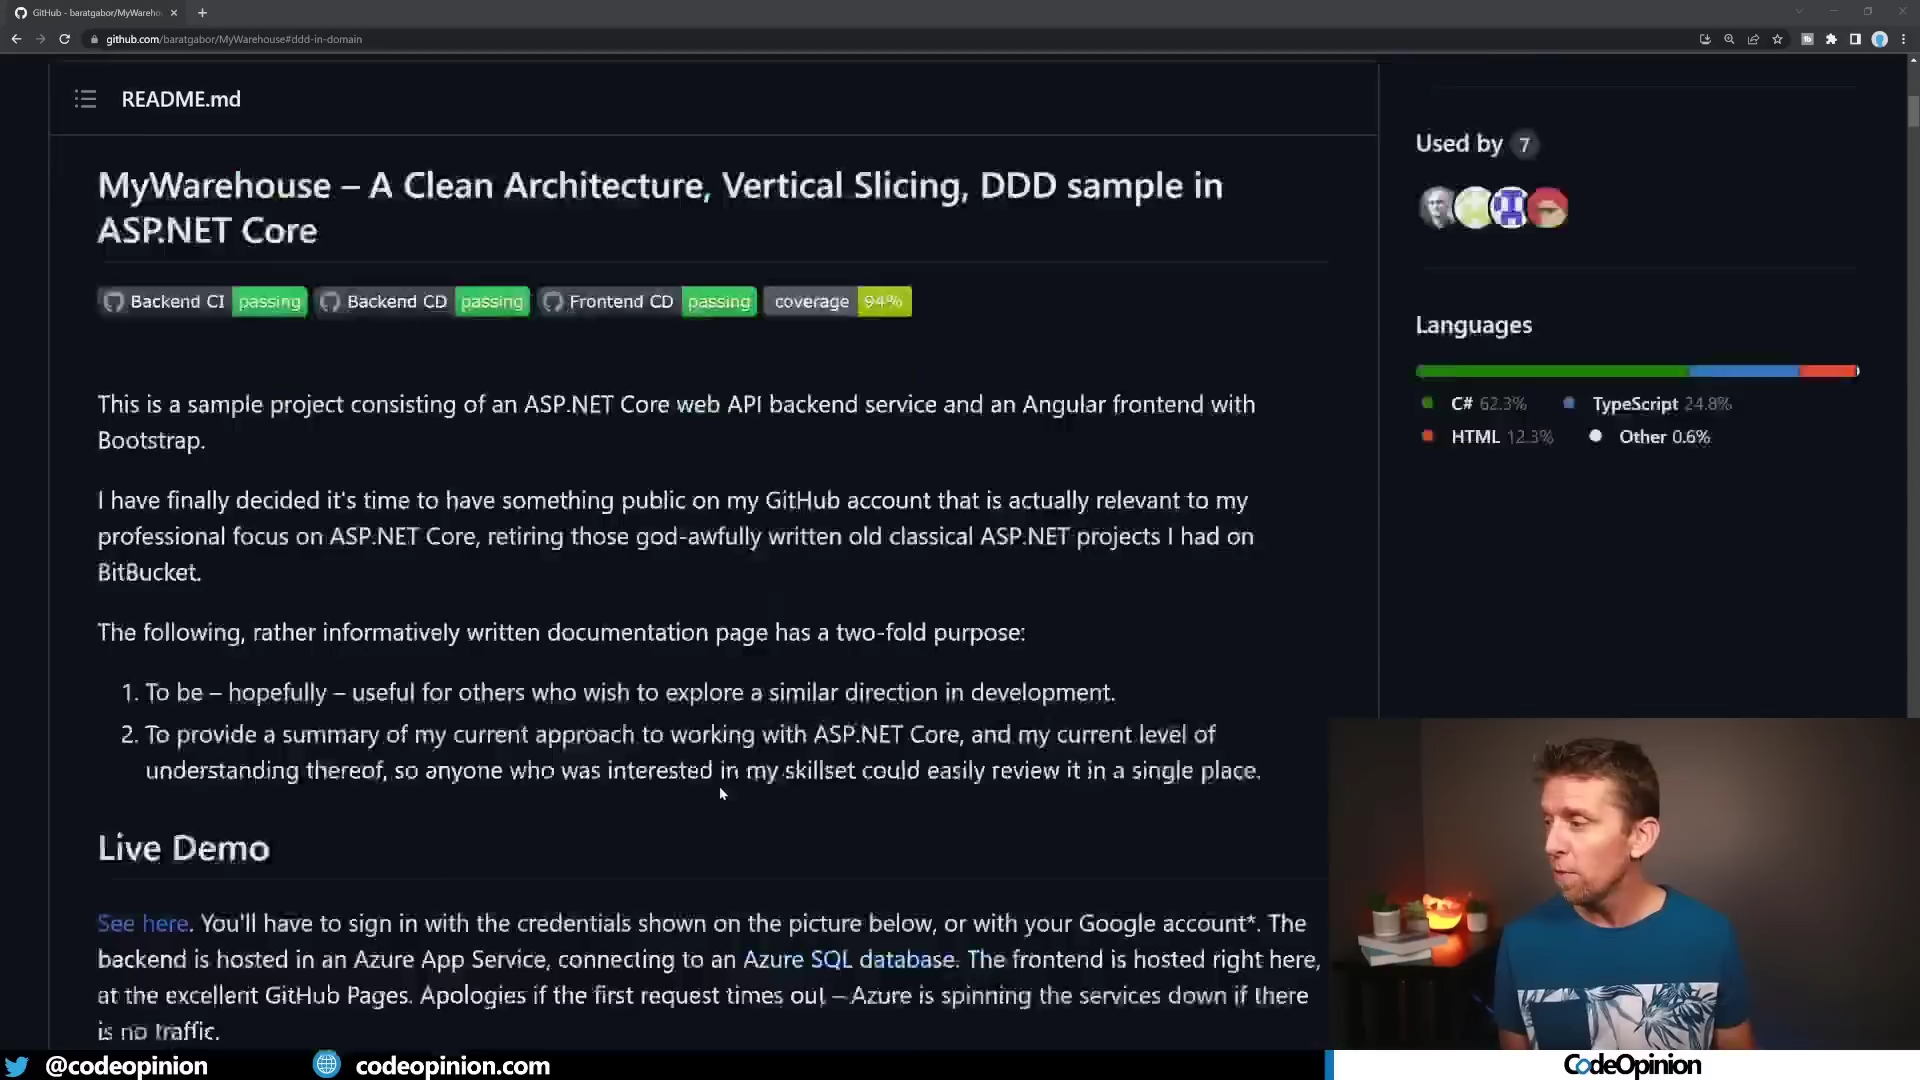 GitHub - baratgabor/MyWareho
github.com/baratgabor/MyWarehouse#ddd-in-domain
README.md
MyWarehouse – A Clean Architecture, Vertical Slicing, DDD sample in
ASP.NET Core
Backend CI passing Backend CD passing Frontend CD passing coverage 94%
This is a sample project consisting of an ASP.NET Core web API backend service and an Angular frontend with
Bootstrap.
I have finally decided it's time to have something public on my GitHub account that is actually relevant to my
professional focus on ASP.NET Core, retiring those god-awfully written old classical ASP.NET projects I had on
BitBucket.
The following, rather informatively written documentation page has a two-fold purpose:
1. To be – hopefully – useful for others who wish to explore a similar direction in development.
2. To provide a summary of my current approach to working with ASP.NET Core, and my current level of
understanding thereof, so anyone who was interested in my skillset could easily review it in a single place.
Live Demo
See here. You'll have to sign in with the credentials shown on the picture below, or with your Google account*. The
backend is hosted in an Azure App Service, connecting to an Azure SQL database. The frontend is hosted right here,
at the excellent GitHub Pages. Apologies if the first request times out – Azure is spinning the services down if there
is no traffic.
Used by 7
Languages
C# 62.3% TypeScript 24.8%
HTML 12.3% Other 0.6%
@codeopinion codeopinion.com
CodeOpinion